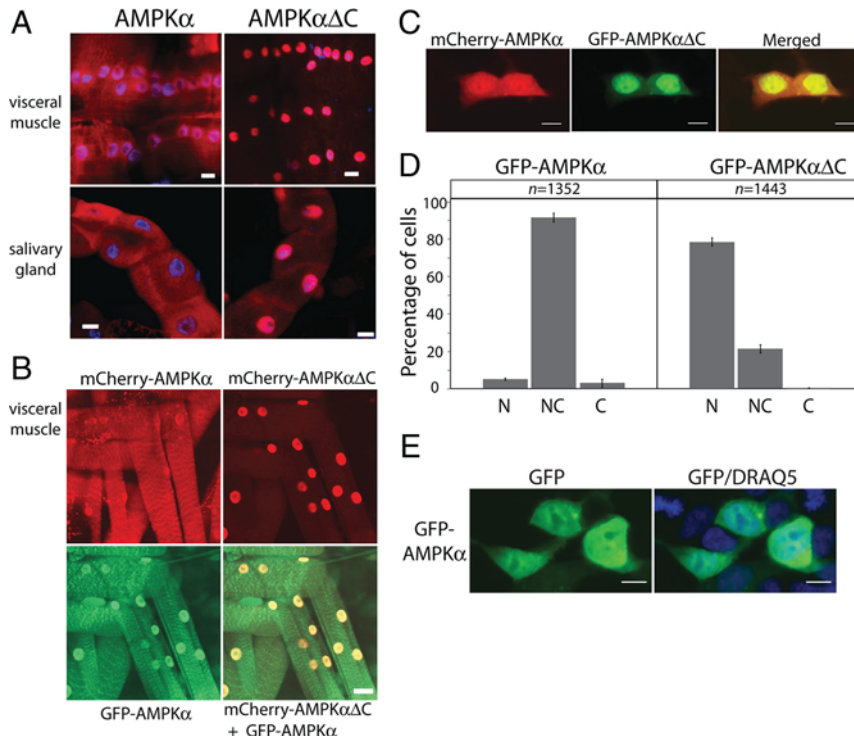 A
AMPKα
AMPKαΔC
visceral
muscle
salivary
gland
B
mCherry-AMPKα
mCherry-AMPKαΔC
visceral
muscle
GFP-AMPKα
mCherry-AMPKαΔC
+ GFP-AMPKα
C
mCherry-AMPKα
GFP-AMPKαΔC
Merged
D
GFP-AMPKα
GFP-AMPKαΔC
n=1352
n=1443
Percentage of cells
100
80
60
40
20
0
N
NC
C
N
NC
C
E
GFP
GFP/DRAQ5
GFP-
AMPKα